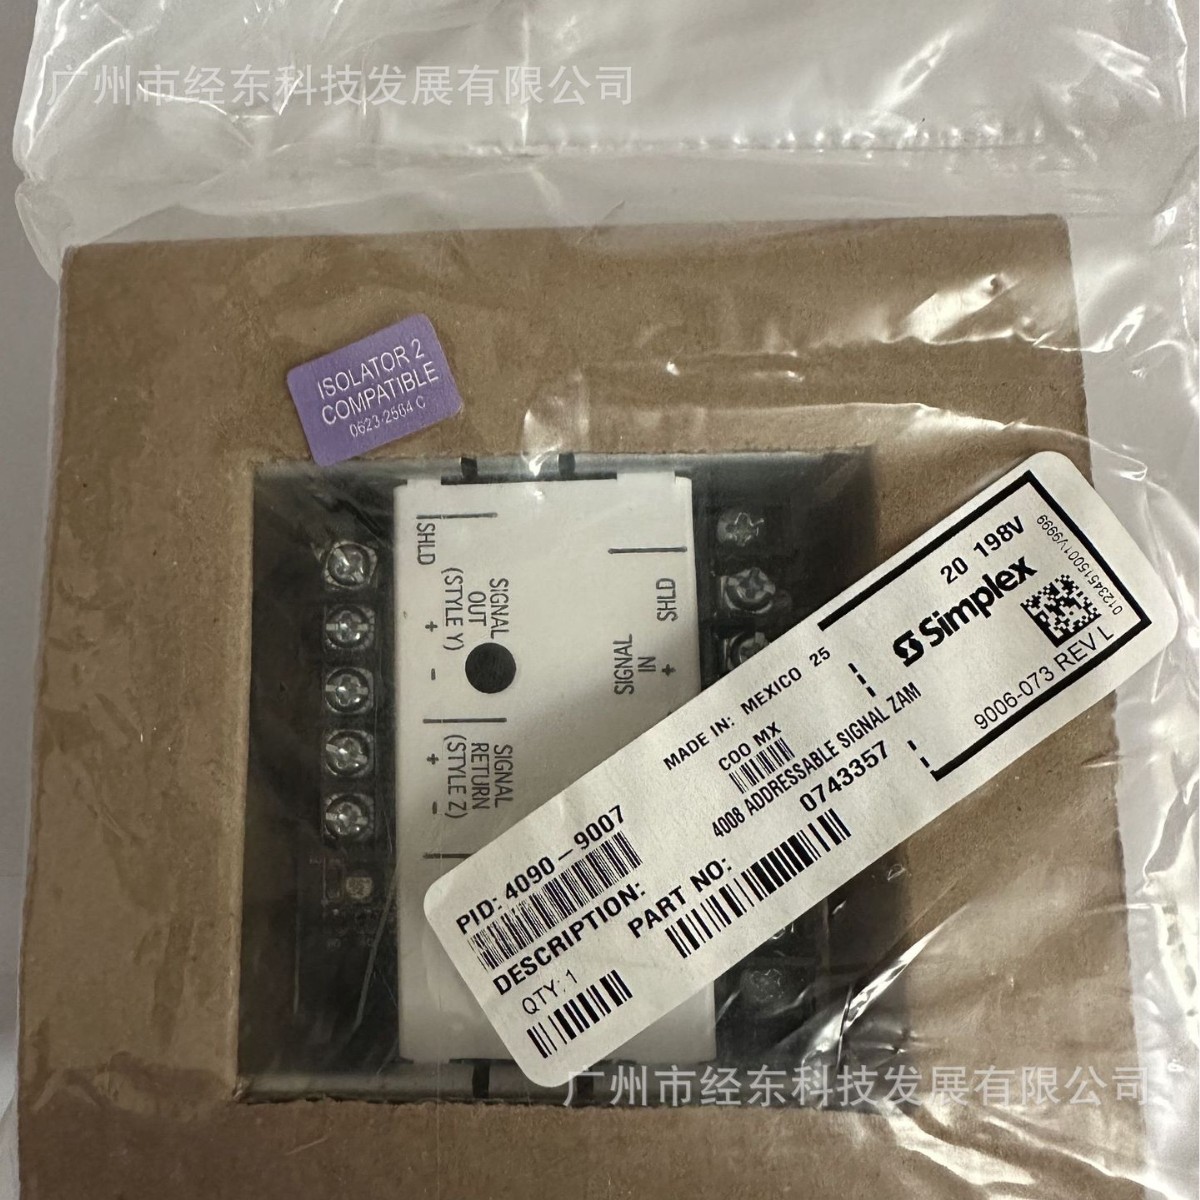 广州市经东科技发展有限公司
ISOLATOR 2
COMPATIBLE
0623-2564 C
SHLD
SIGNAL
OUT
(STYLE Y)
+
-
SIGNAL
RETURN
(STYLE Z)
+
-
SHLD
SIGNAL
IN
+
20 198V
Simplex
01234515001V9999
9006-073 REV L
MADE IN: MEXICO 25
COO MX
4008 ADDRESSABLE SIGNAL ZAM
PID: 4090-9007
DESCRIPTION:
PART NO: 0743357
QTY: 1
广州市经东科技发展有限公司